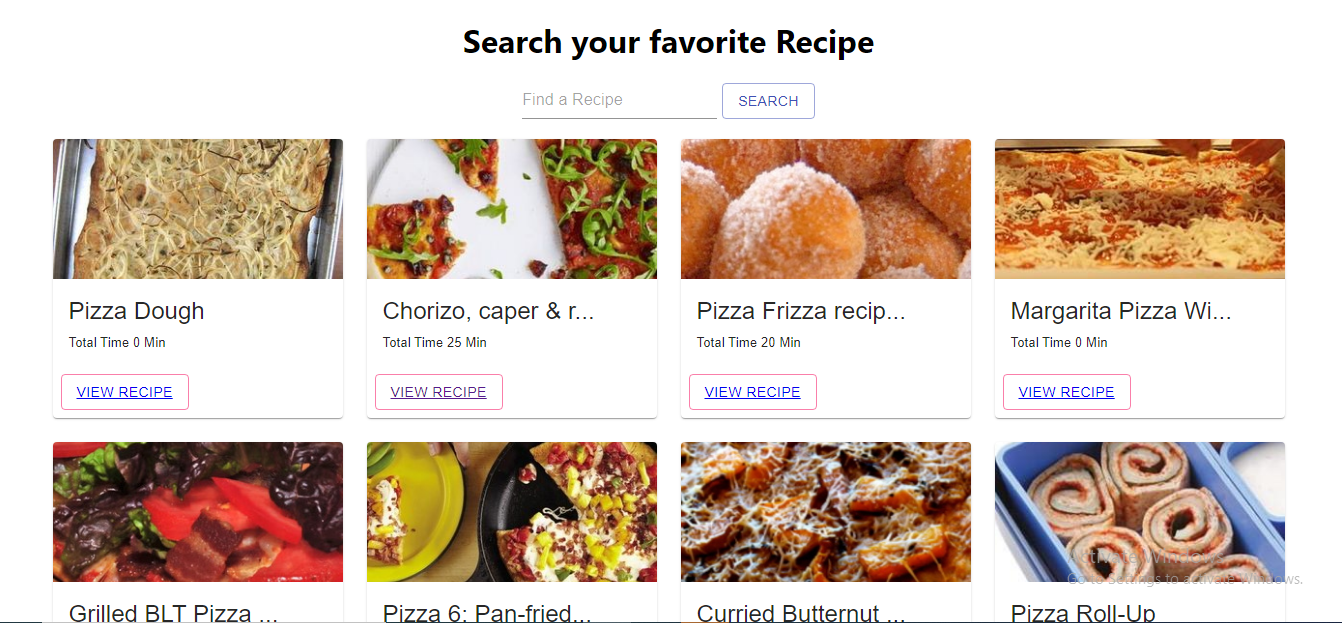 Search your favorite Recipe
Find a Recipe
SEARCH
Pizza Dough
Total Time 0 Min
VIEW RECIPE
Chorizo, caper & r...
Total Time 25 Min
VIEW RECIPE
Pizza Frizza recip...
Total Time 20 Min
VIEW RECIPE
Margarita Pizza Wi...
Total Time 0 Min
VIEW RECIPE
Grilled BLT Pizza ...
Pizza 6: Pan-fried...
Curried Butternut ...
Pizza Roll-Up
Activate Windows
Go to Settings to activate Windows.